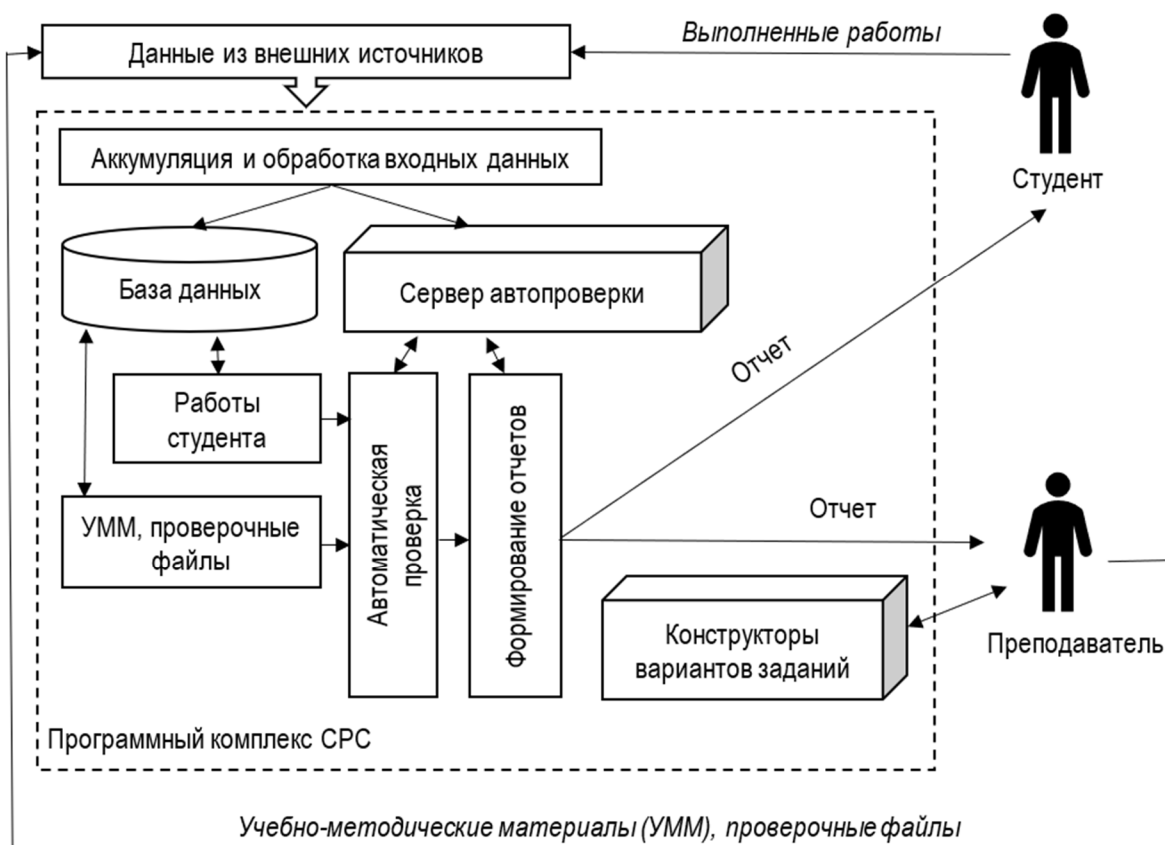 Выполненные работы
Данные из внешних источников
Студент
Аккумуляция и обработка входных данных
База данных
Сервер автопроверки
Отчет
Работы
студента
УММ, проверочные
файлы
Автоматическая
проверка
Формирование отчетов
Отчет
Преподаватель
Конструкторы
вариантов заданий
Программный комплекс СРС
Учебно-методические материалы (УММ), проверочные файлы